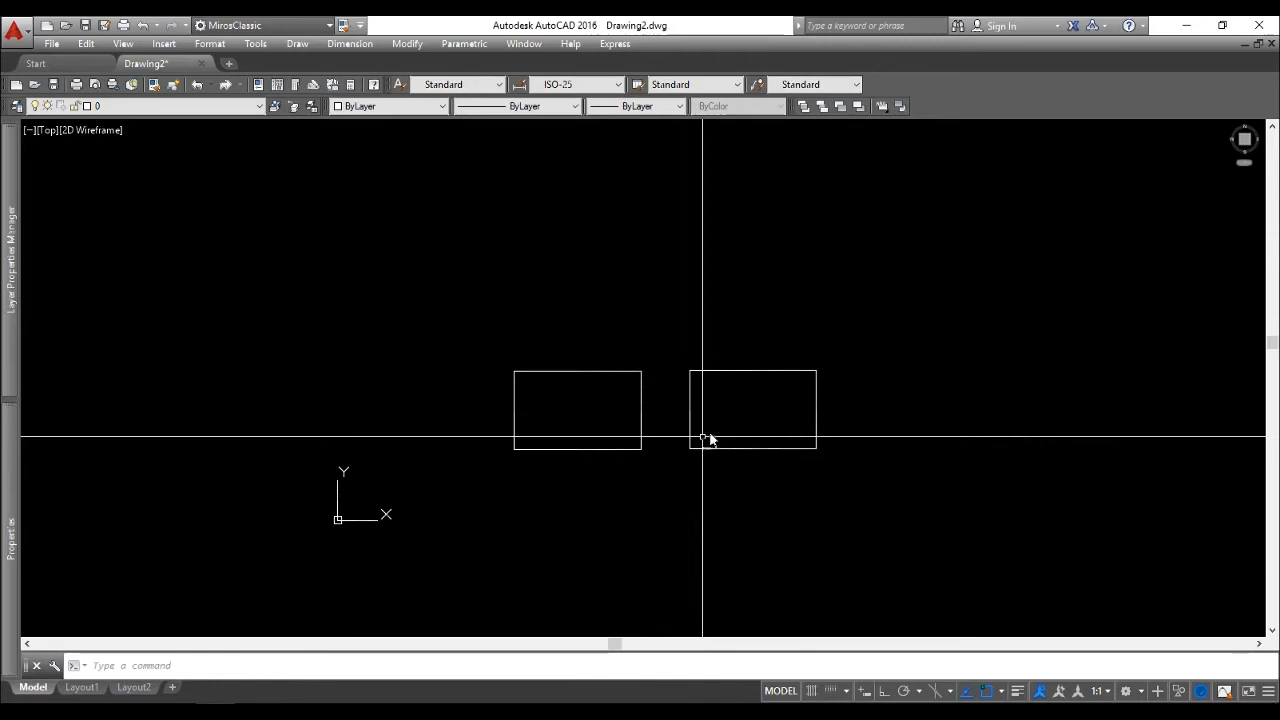 MirosClassic
Autodesk AutoCAD 2016 Drawing2.dwg
Type a keyword or phrase
Sign In
File Edit View Insert Format Tools Draw Dimension Modify Parametric Window Help Express
Start
Drawing2*
Standard
ISO-25
Standard
Standard
0
ByLayer
ByLayer
ByLayer
ByColor
[−][Top][2D Wireframe]
N
Layer Properties Manager
Y
X
Properties
Type a command
Model
Layout1
Layout2
MODEL
1:1